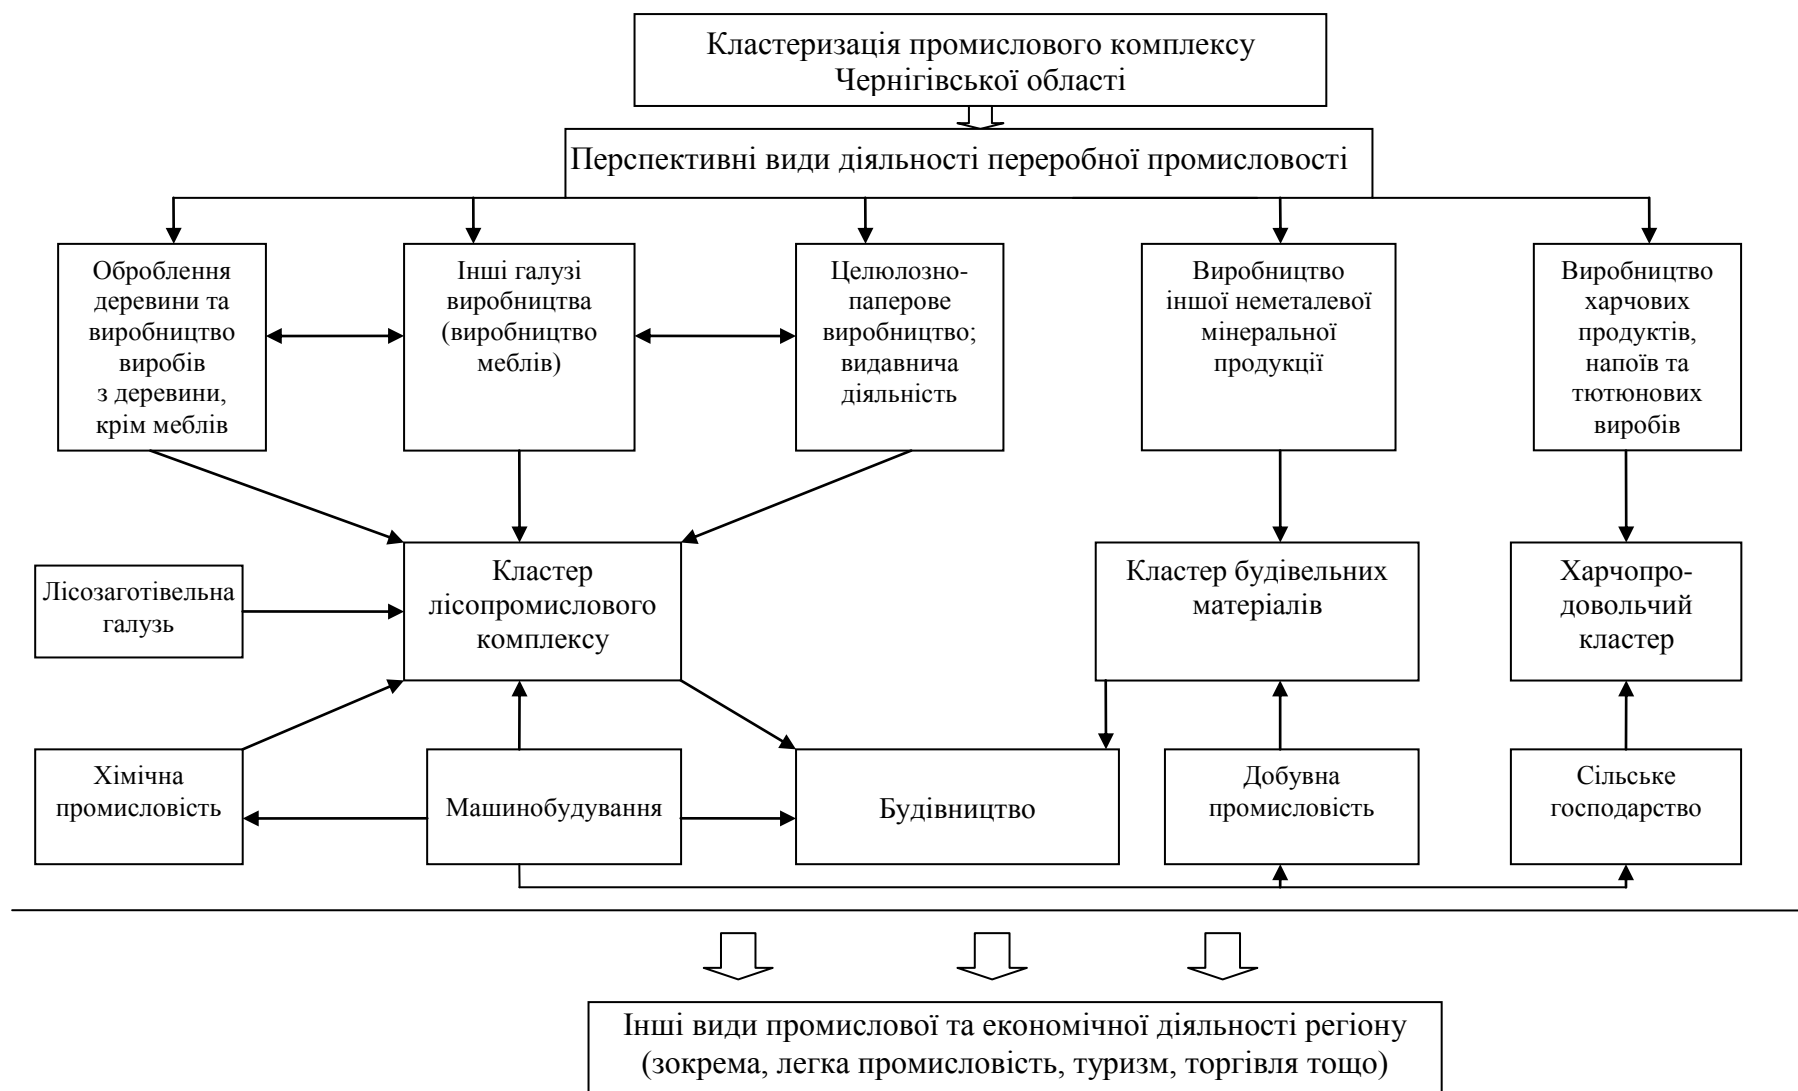 Кластеризація промислового комплексу
Чернігівської області
Перспективні види діяльності переробної промисловості
Оброблення
деревини та
виробництво
виробів
з деревини,
крім меблів
Інші галузі
виробництва
(виробництво
меблів)
Целюлозно-
паперове
виробництво;
видавнича
діяльність
Виробництво
іншої неметалевої
мінеральної
продукції
Виробництво
харчових
продуктів,
напоїв та
тютюнових
виробів
Лісозаготівельна
галузь
Кластер
лісопромислового
комплексу
Кластер будівельних
матеріалів
Харчопро-
довольчий
кластер
Хімічна
промисловість
Машинобудування
Будівництво
Добувна
промисловість
Сільське
господарство
Інші види промислової та економічної діяльності регіону
(зокрема, легка промисловість, туризм, торгівля тощо)